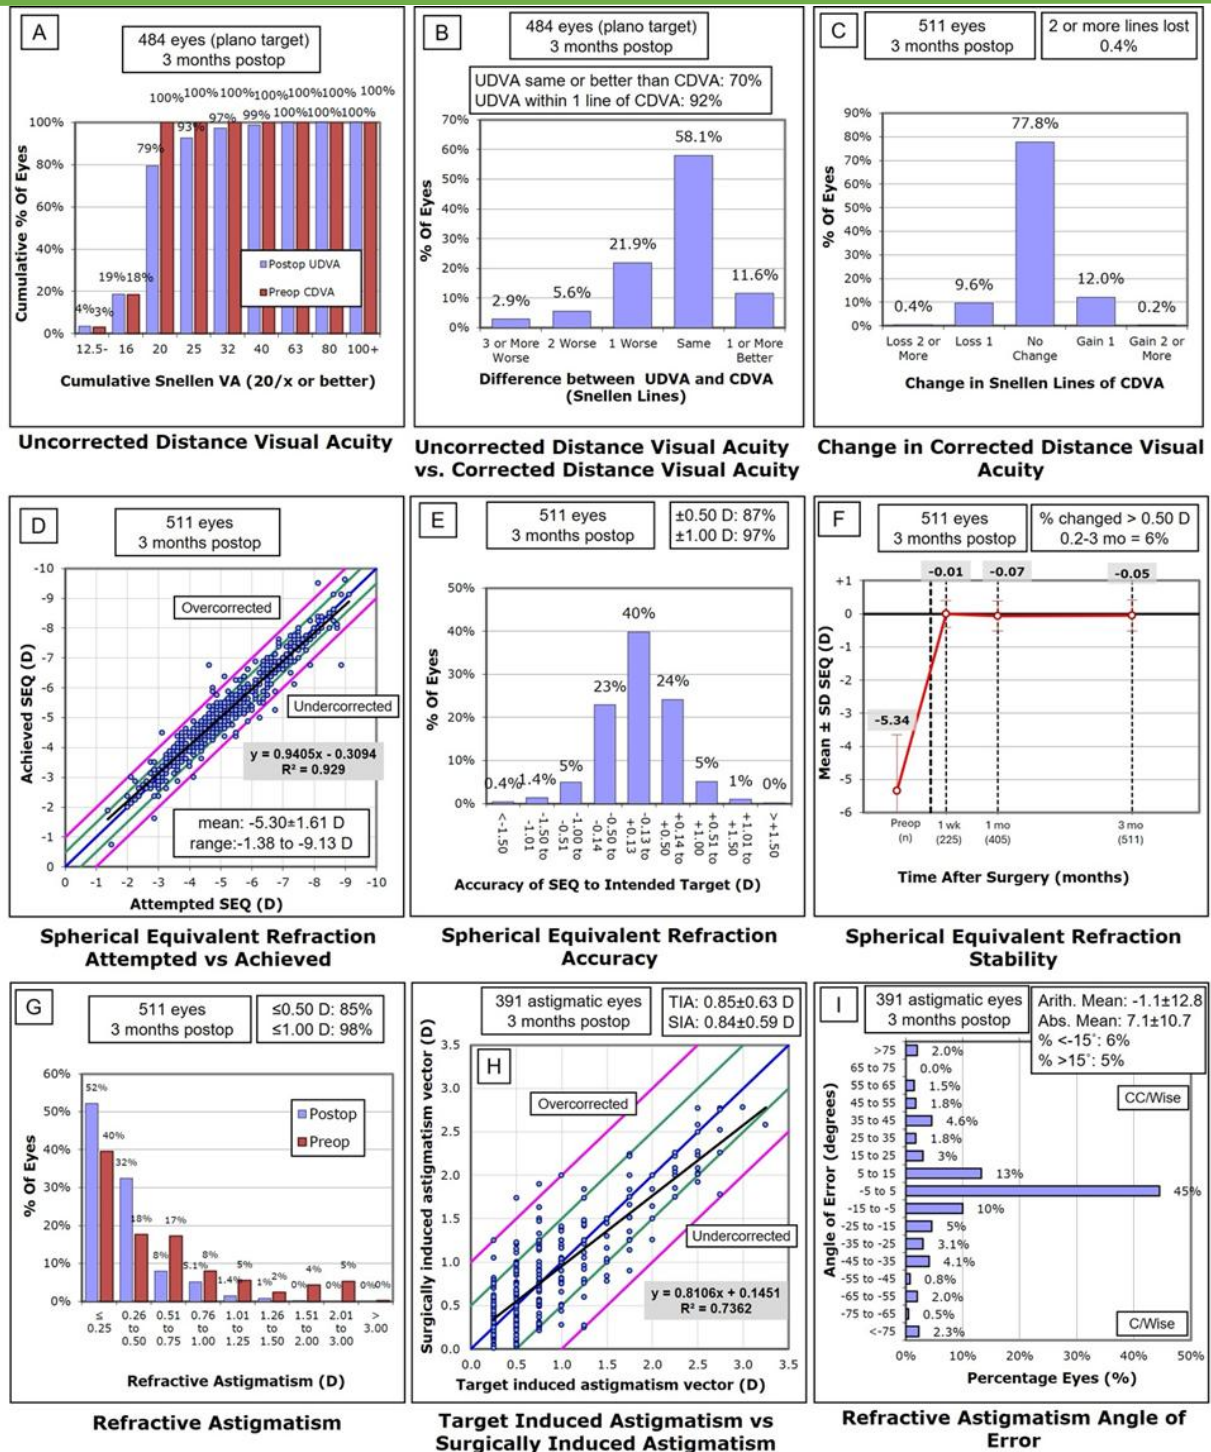 A
484 eyes (plano target)
3 months postop
100% 100% 100% 100% 100% 100% 100%
97% 99% 100% 100% 100%
93%
79%
19% 18%
4% 3%
100%
80%
60%
40%
20%
0%
Cumulative % Of Eyes
Postop UDVA
Preop CDVA
12.5- 16 20 25 32 40 63 80 100+
Cumulative Snellen VA (20/x or better)
Uncorrected Distance Visual Acuity
B
484 eyes (plano target)
3 months postop
UDVA same or better than CDVA: 70%
UDVA within 1 line of CDVA: 92%
70%
60%
50%
40%
30%
20%
10%
0%
% Of Eyes
2.9% 5.6% 21.9% 58.1% 11.6%
3 or More Worse 2 Worse 1 Worse Same 1 or More Better
Difference between UDVA and CDVA
(Snellen Lines)
Uncorrected Distance Visual Acuity
vs. Corrected Distance Visual Acuity
C
511 eyes
3 months postop
2 or more lines lost
0.4%
90%
80%
70%
60%
50%
40%
30%
20%
10%
0%
% Of Eyes
0.4% 9.6% 77.8% 12.0% 0.2%
Loss 2 or More Loss 1 No Change Gain 1 Gain 2 or More
Change in Snellen Lines of CDVA
Change in Corrected Distance Visual
Acuity
D
511 eyes
3 months postop
-10
-9
-8
-7
-6
-5
-4
-3
-2
-1
0
Achieved SEQ (D)
Overcorrected
Undercorrected
y = 0.9405x - 0.3094
R² = 0.929
mean: -5.30±1.61 D
range:-1.38 to -9.13 D
0 -1 -2 -3 -4 -5 -6 -7 -8 -9 -10
Attempted SEQ (D)
Spherical Equivalent Refraction
Attempted vs Achieved
E
511 eyes
3 months postop
±0.50 D: 87%
±1.00 D: 97%
50%
40%
30%
20%
10%
0%
% Of Eyes
0.4% 1.4% 5% 23% 40% 24% 5% 1% 0%
<-1.50
-1.50 to -1.01
-1.00 to -0.51
-0.50 to -0.14
-0.13 to +0.13
+0.14 to +0.50
+0.51 to +1.00
+1.01 to +1.50
>+1.50
Accuracy of SEQ to Intended Target (D)
Spherical Equivalent Refraction
Accuracy
F
511 eyes
3 months postop
% changed > 0.50 D
0.2-3 mo = 6%
-0.01 -0.07 -0.05
-5.34
+1
0
-1
-2
-3
-4
-5
-6
Mean ± SD SEQ (D)
Preop (n) 1 wk (225) 1 mo (405) 3 mo (511)
Time After Surgery (months)
Spherical Equivalent Refraction
Stability
G
511 eyes
3 months postop
≤0.50 D: 85%
≤1.00 D: 98%
60%
50%
40%
30%
20%
10%
0%
% Of Eyes
Postop
Preop
52% 40% 32% 18% 8% 17% 5.1% 8% 1.4% 5% 1% 2% 0% 4% 0% 5% 0% 0%
≤ 0.25
0.26 to 0.50
0.51 to 0.75
0.76 to 1.00
1.01 to 1.25
1.26 to 1.50
1.51 to 2.00
2.01 to 3.00
> 3.00
Refractive Astigmatism (D)
Refractive Astigmatism
H
391 astigmatic eyes
3 months postop
TIA: 0.85±0.63 D
SIA: 0.84±0.59 D
3.5
3.0
2.5
2.0
1.5
1.0
0.5
0.0
Surgically induced astigmatism vector (D)
Overcorrected
Undercorrected
y = 0.8106x + 0.1451
R² = 0.7362
0.0 0.5 1.0 1.5 2.0 2.5 3.0 3.5
Target induced astigmatism vector (D)
Target Induced Astigmatism vs
Surgically Induced Astigmatism
I
391 astigmatic eyes
3 months postop
Arith. Mean: -1.1±12.8
Abs. Mean: 7.1±10.7
% <-15˚: 6%
% >15˚: 5%
Angle of Error (degrees)
>75 2.0%
65 to 75 0.0%
55 to 65 1.5%
45 to 55 1.8%
35 to 45 4.6%
25 to 35 1.8%
15 to 25 3%
5 to 15 13%
-5 to 5 45%
-15 to -5 10%
-25 to -15 5%
-35 to -25 3.1%
-45 to -35 4.1%
-55 to -45 0.8%
-65 to -55 2.0%
-75 to -65 0.5%
<-75 2.3%
CC/Wise
C/Wise
0% 10% 20% 30% 40% 50%
Percentage Eyes (%)
Refractive Astigmatism Angle of
Error